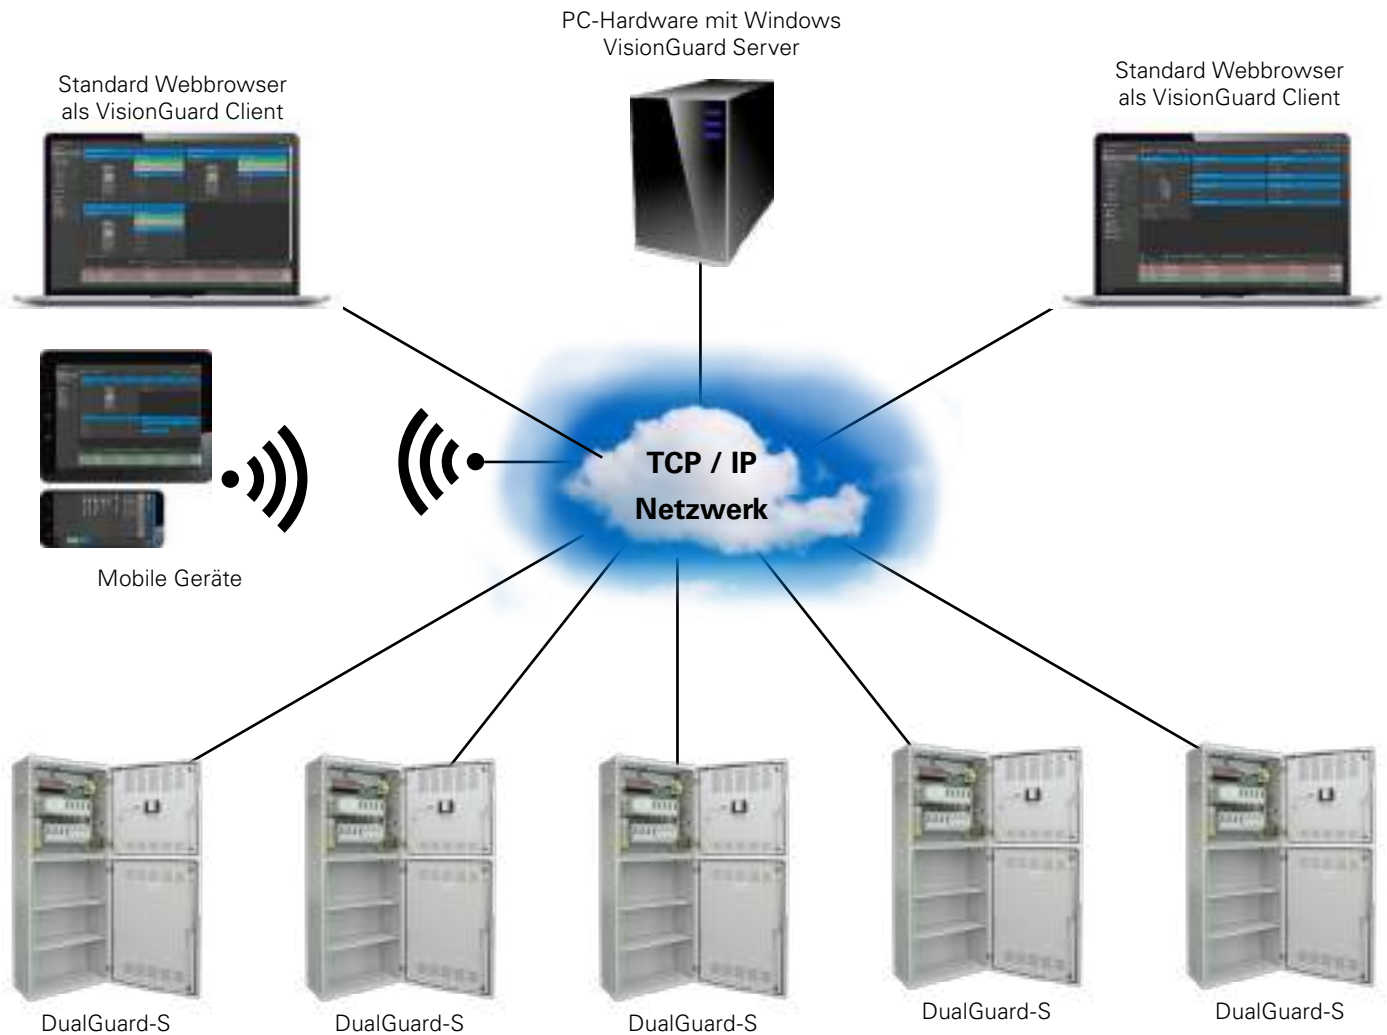 PC-Hardware mit Windows
VisionGuard Server
Standard Webbrowser
als VisionGuard Client
Standard Webbrowser
als VisionGuard Client
TCP / IP
Netzwerk
Mobile Geräte
DualGuard-S
DualGuard-S
DualGuard-S
DualGuard-S
DualGuard-S